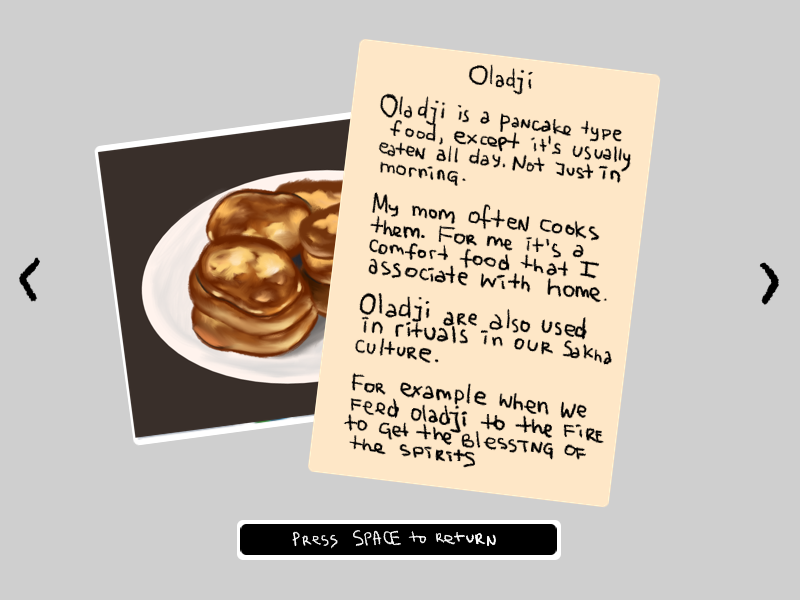 Oladji
Oladji is a pancake type
food, except it's usually
eaten all day. Not just in
morning.
My mom often cooks
them. For me it's a
comfort food that I
associate with home.
Oladji are also used
in rituals in our Sakha
culture.
For example when we
feed oladji to the fire
to get the blessing of
the spirits
Press SPACE to return